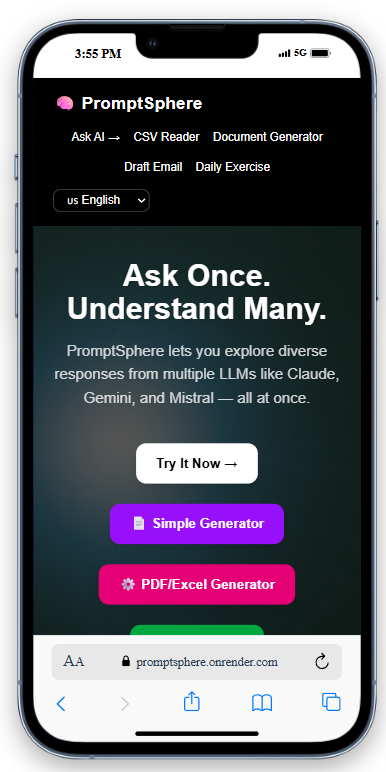 3:55 PM 5G
PromptSphere
Ask AI → CSV Reader Document Generator
Draft Email Daily Exercise
US English
Ask Once.
Understand Many.
PromptSphere lets you explore diverse
responses from multiple LLMs like Claude,
Gemini, and Mistral — all at once.
Try It Now →
Simple Generator
PDF/Excel Generator
AA promptsphere.onrender.com